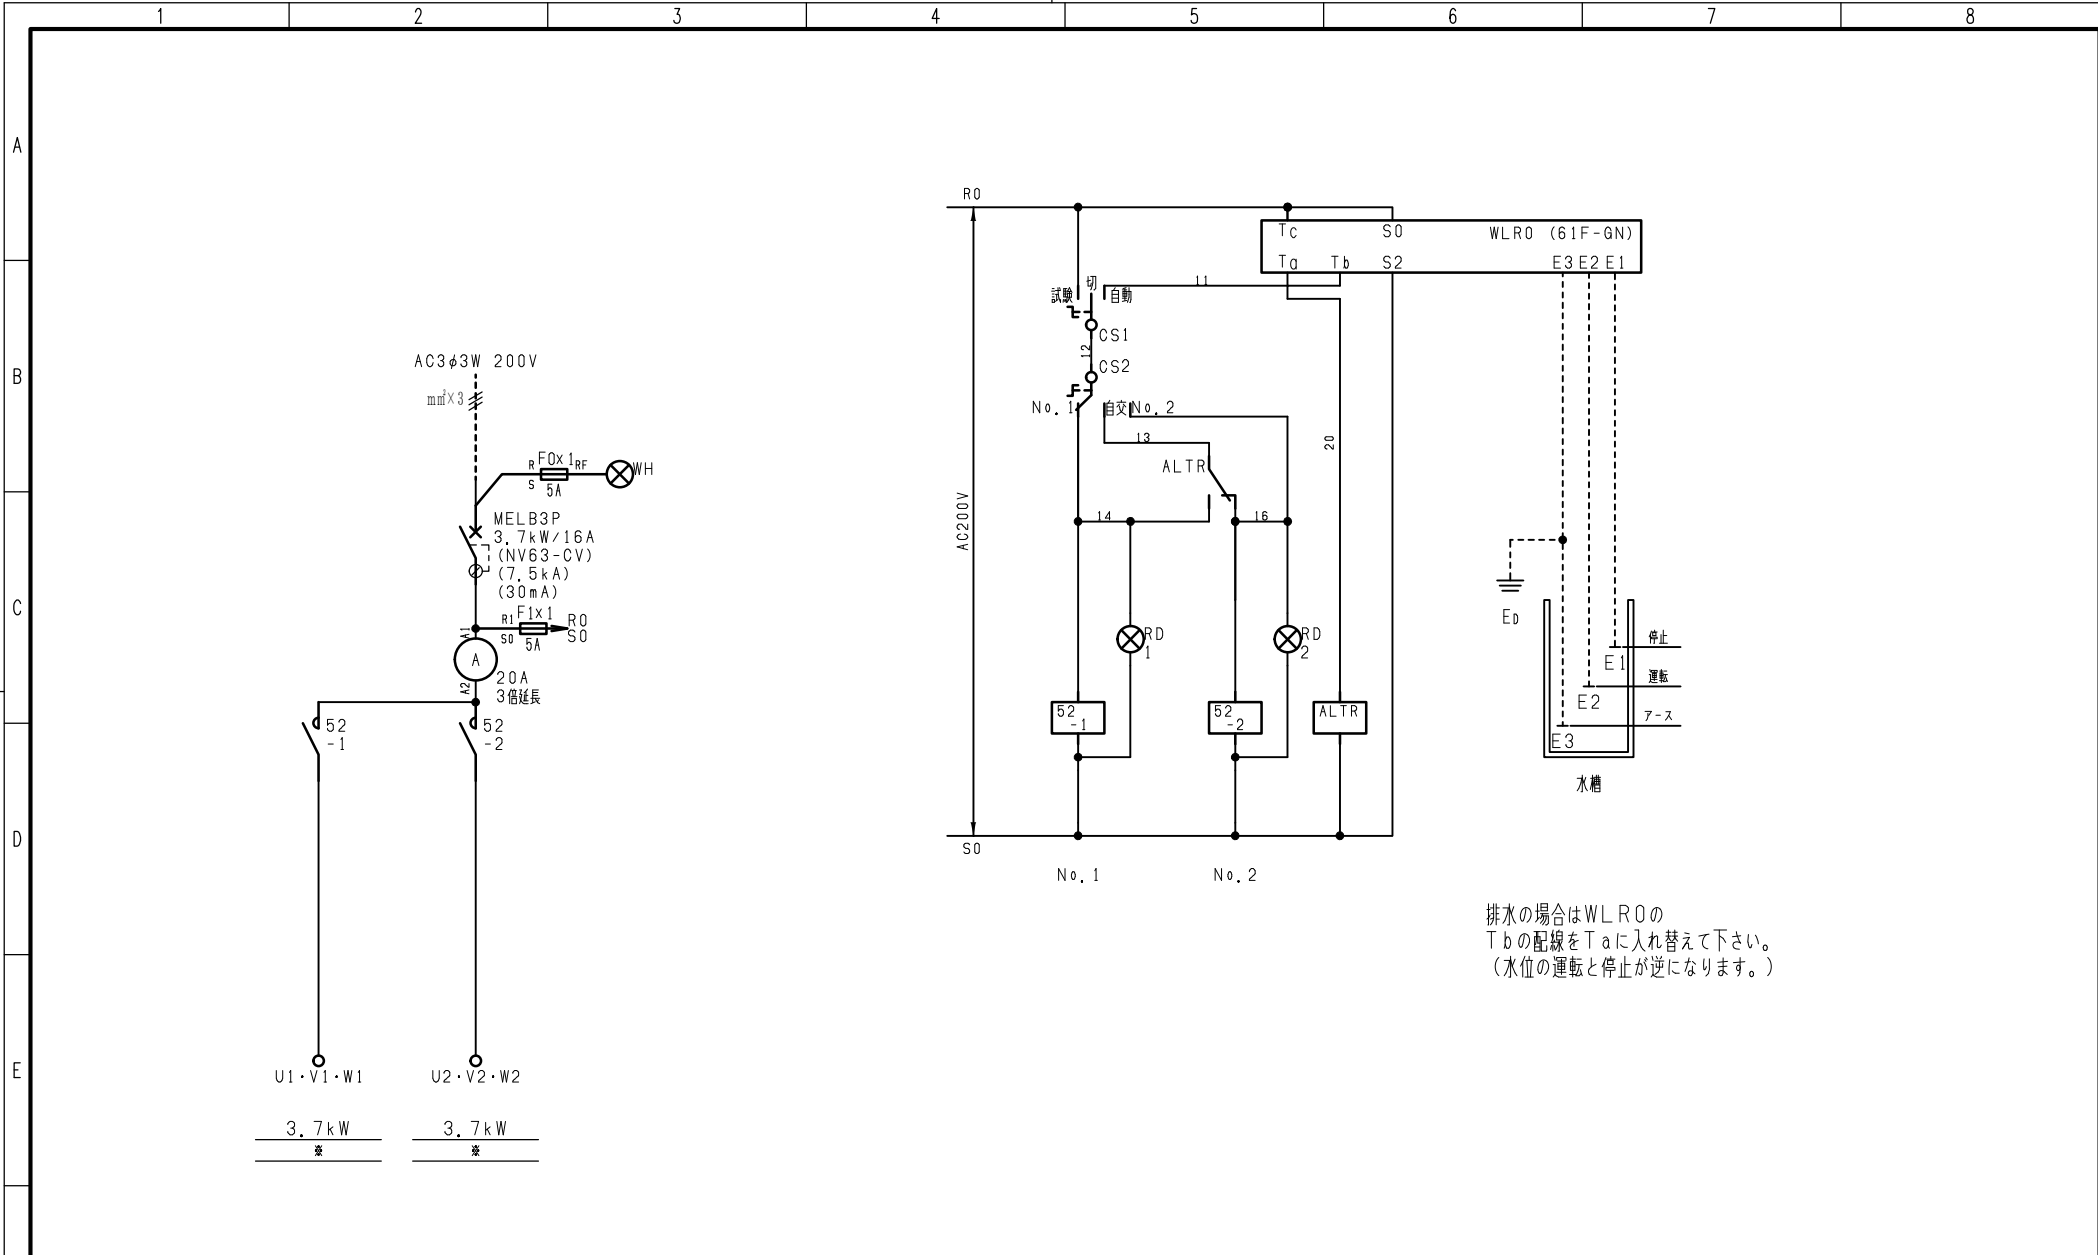 1 2 3 4 5 6 7 8
A
B
C
D
E
AC3φ3W 200V
mm²×3
R F0×1 RF
S 5A
WH
MELB3P
3.7kW/16A
(NV63-CV)
(7.5kA)
(30mA)
R1 F1×1 R0
S0 5A S0
A1
A
A2
20A
3倍延長
52
-1
52
-2
U1・V1・W1
U2・V2・W2
3.7kW
※
3.7kW
※
R0
AC200V
S0
Tc S0 WLR0 (61F-GN)
Ta Tb S2 E3 E2 E1
11
試験 切 自動
CS1
12
CS2
No.1 自交 No.2
13
20
ALTR
14
16
RD
1
RD
2
52
-1
52
-2
ALTR
No.1
No.2
ED
E1 停止
E2 運転
E3 アース
水槽
排水の場合はWLR0の
Tbの配線をTaに入れ替えて下さい。
(水位の運転と停止が逆になります。)